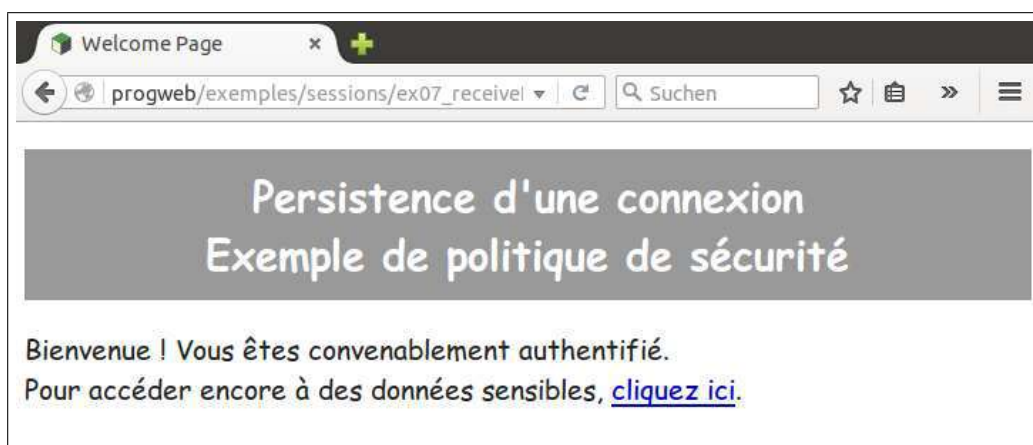 Welcome Page
progweb/exemples/sessions/ex07_receive
Suchen
Persistence d'une connexion
Exemple de politique de sécurité
Bienvenue ! Vous êtes convenablement authentifié.
Pour accéder encore à des données sensibles, cliquez ici.